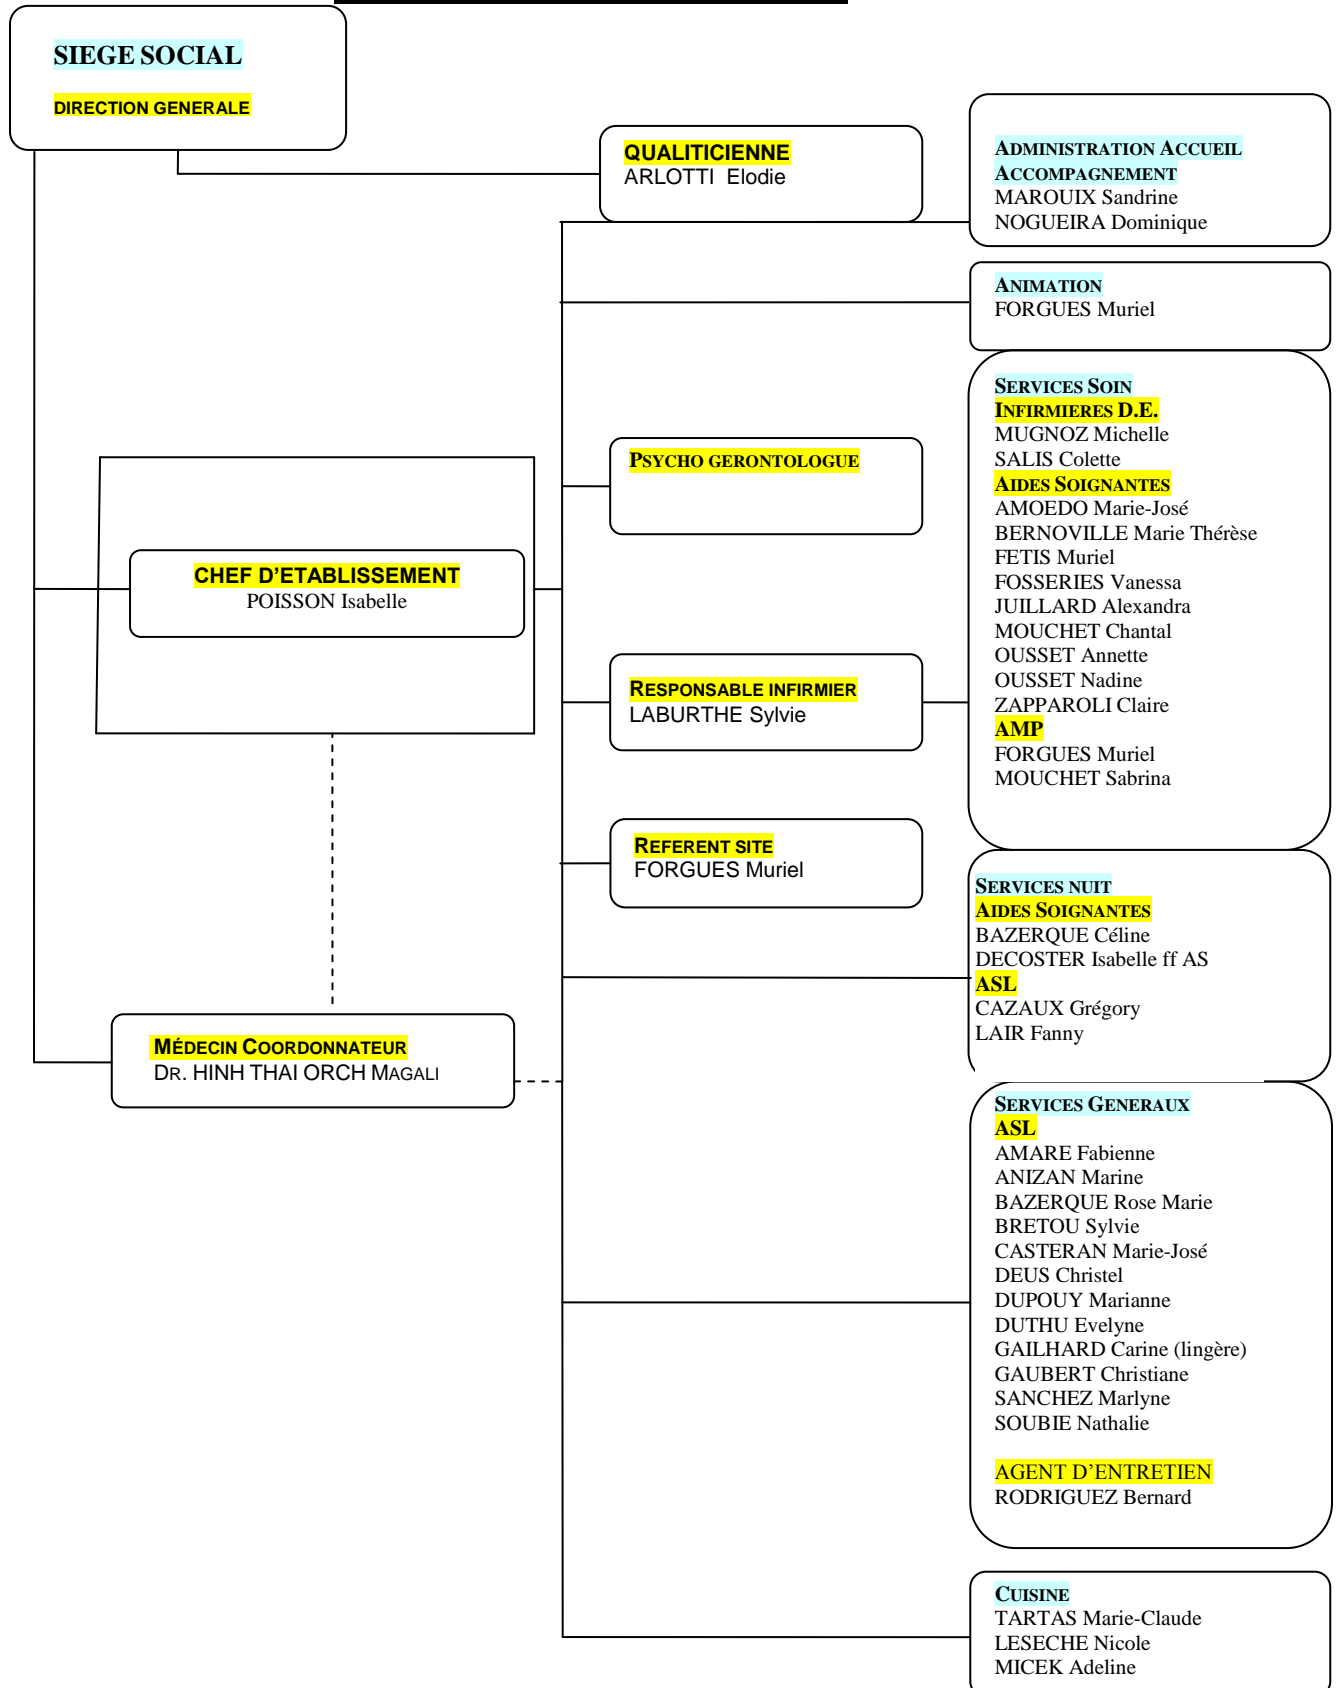 SIEGE SOCIAL
DIRECTION GENERALE
QUALITICIENNE
ARLOTTI Elodie
ADMINISTRATION ACCUEIL
ACCOMPAGNEMENT
MAROUIX Sandrine
NOGUEIRA Dominique
ANIMATION
FORGUES Muriel
PSYCHO GERONTOLOGUE
SERVICES SOIN
INFIRMIERES D.E.
MUGNOZ Michelle
SALIS Colette
AIDES SOIGNANTES
AMOEDO Marie-José
BERNOVILLE Marie Thérèse
FETIS Muriel
FOSSERIES Vanessa
JUILLARD Alexandra
MOUCHET Chantal
OUSSET Annette
OUSSET Nadine
ZAPPAROLI Claire
AMP
FORGUES Muriel
MOUCHET Sabrina
CHEF D’ETABLISSEMENT
POISSON Isabelle
RESPONSABLE INFIRMIER
LABURTHE Sylvie
RÉFERENT SITE
FORGUES Muriel
SERVICES NUIT
AIDES SOIGNANTES
BAZERQUE Céline
DECOSTER Isabelle ff AS
ASL
CAZAUX Grégory
LAIR Fanny
MÉDECIN COORDONNATEUR
DR. HINH THAI ORCH MAGALI
SERVICES GENERAUX
ASL
AMARE Fabienne
ANIZAN Marine
BAZERQUE Rose Marie
BRETOU Sylvie
CASTERAN Marie-José
DEUS Christel
DUPOUY Marianne
DUTHU Evelyne
GAILHARD Carine (lingère)
GAUBERT Christiane
SANCHEZ Marlyne
SOUBIE Nathalie
AGENT D’ENTRETIEN
RODRIGUEZ Bernard
CUISINE
TARTAS Marie-Claude
LESECHE Nicole
MICEK Adeline